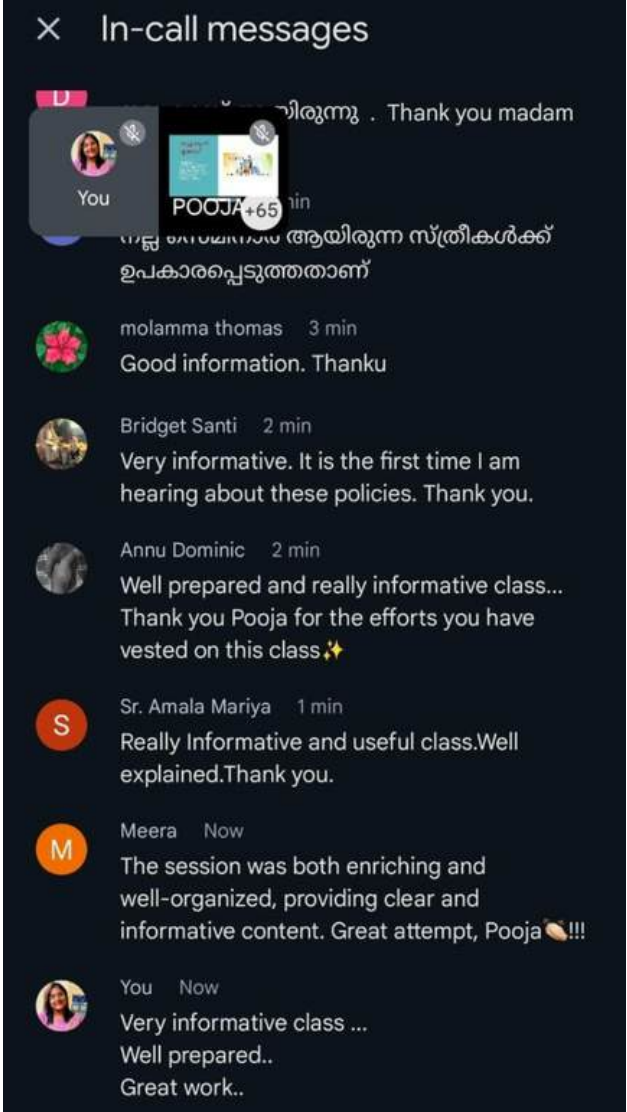 In-call messages
D
യിരുന്നു . Thank you madam
You
POOJA
+65
min
നല്ല സെമിനാർ ആയിരുന്ന സ്ത്രീകൾക്ക്
ഉപകാരപ്പെടുത്തതാണ്
molamma thomas 3 min
Good information. Thanku
Bridget Santi 2 min
Very informative. It is the first time I am
hearing about these policies. Thank you.
Annu Dominic 2 min
Well prepared and really informative class...
Thank you Pooja for the efforts you have
vested on this class✨
S
Sr. Amala Mariya 1 min
Really Informative and useful class.Well
explained.Thank you.
M
Meera Now
The session was both enriching and
well-organized, providing clear and
informative content. Great attempt, Pooja👏🏻!!!
You Now
Very informative class ...
Well prepared..
Great work..